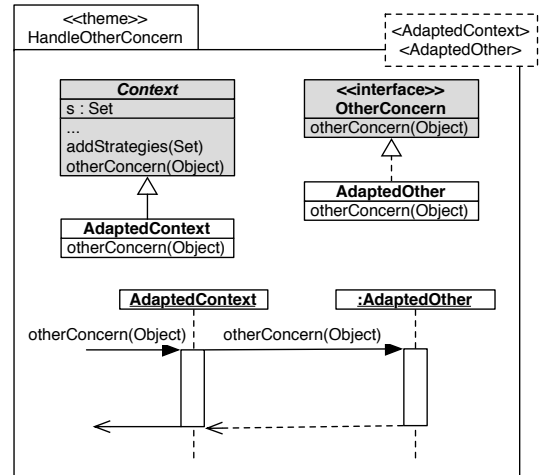 <<theme>>
HandleOtherConcern
<AdaptedContext>
<AdaptedOther>
Context
s : Set
...
addStrategies(Set)
otherConcern(Object)
<<interface>>
OtherConcern
otherConcern(Object)
AdaptedContext
otherConcern(Object)
AdaptedOther
otherConcern(Object)
AdaptedContext
:AdaptedOther
otherConcern(Object)
otherConcern(Object)